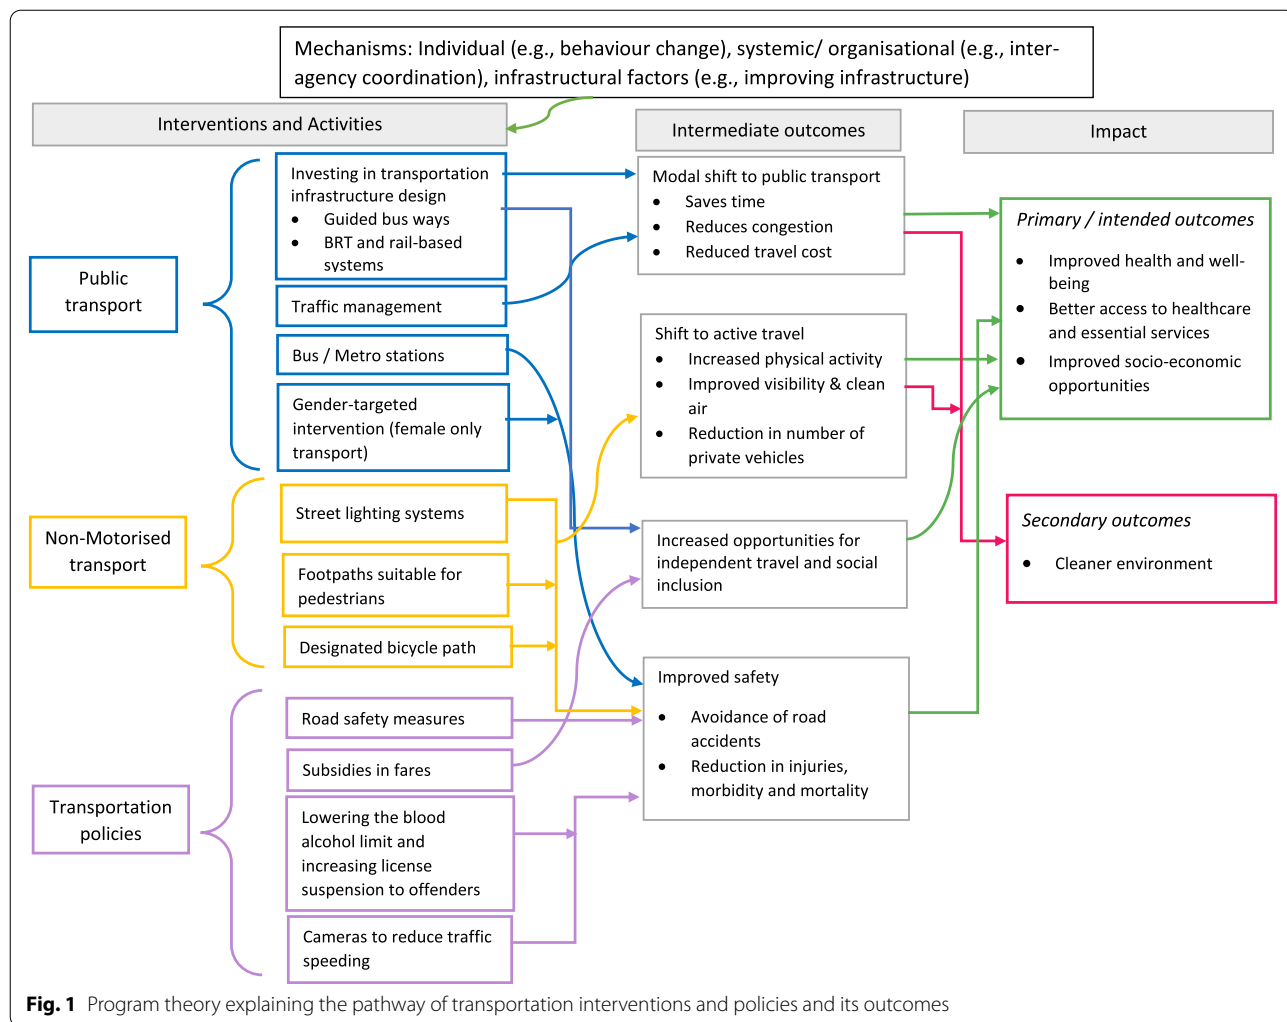 Mechanisms: Individual (e.g., behaviour change), systemic/ organisational (e.g., inter-
agency coordination), infrastructural factors (e.g., improving infrastructure)
Interventions and Activities
Intermediate outcomes
Impact
Public
transport
Investing in transportation
infrastructure design
• Guided bus ways
• BRT and rail-based
systems
Traffic management
Bus / Metro stations
Gender-targeted
intervention (female only
transport)
Non-Motorised
transport
Street lighting systems
Footpaths suitable for
pedestrians
Designated bicycle path
Transportation
policies
Road safety measures
Subsidies in fares
Lowering the blood
alcohol limit and
increasing license
suspension to offenders
Cameras to reduce traffic
speeding
Modal shift to public transport
• Saves time
• Reduces congestion
• Reduced travel cost
Shift to active travel
• Increased physical activity
• Improved visibility & clean
air
• Reduction in number of
private vehicles
Increased opportunities for
independent travel and social
inclusion
Improved safety
• Avoidance of road
accidents
• Reduction in injuries,
morbidity and mortality
Primary / intended outcomes
• Improved health and well-
being
• Better access to healthcare
and essential services
• Improved socio-economic
opportunities
Secondary outcomes
• Cleaner environment
Fig. 1 Program theory explaining the pathway of transportation interventions and policies and its outcomes